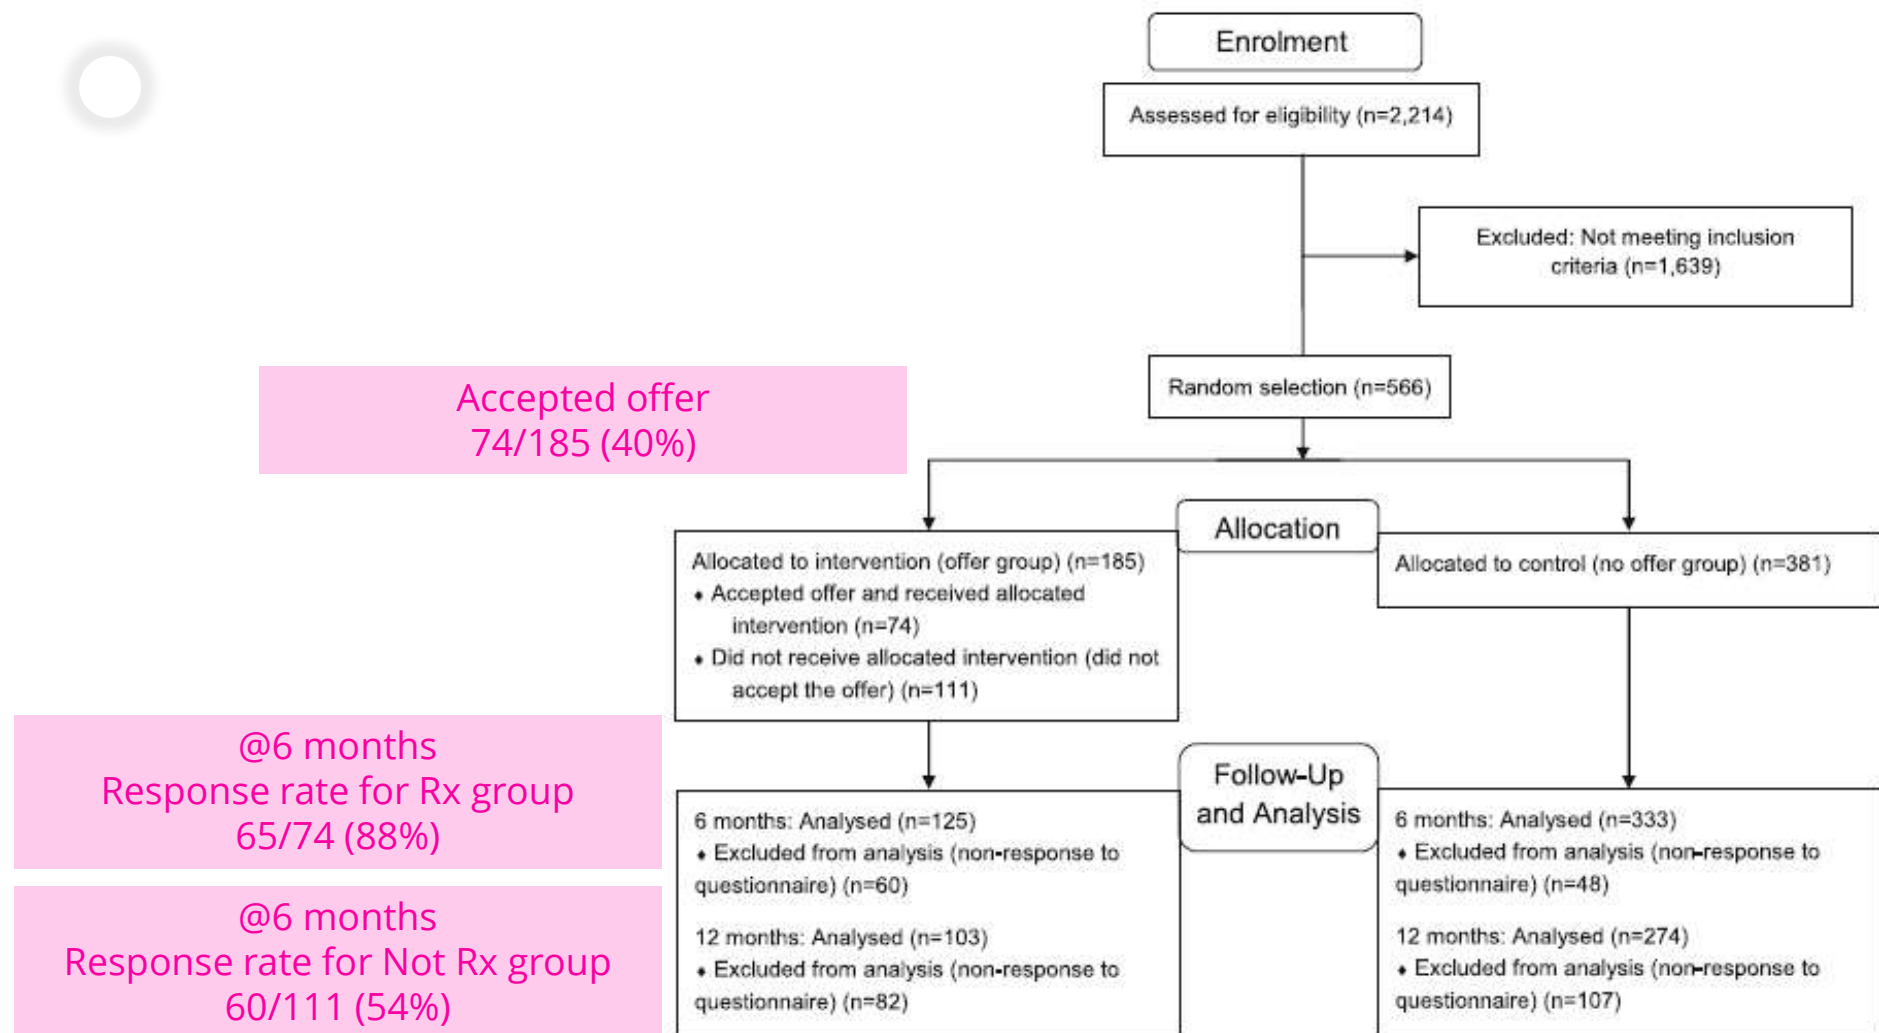 Enrolment
Assessed for eligibility (n=2,214)
Excluded: Not meeting inclusion
criteria (n=1,639)
Random selection (n=566)
Accepted offer
74/185 (40%)
Allocation
Allocated to intervention (offer group) (n=185)
♦ Accepted offer and received allocated
intervention (n=74)
♦ Did not receive allocated intervention (did not
accept the offer) (n=111)
Allocated to control (no offer group) (n=381)
@6 months
Response rate for Rx group
65/74 (88%)
@6 months
Response rate for Not Rx group
60/111 (54%)
Follow-Up
and Analysis
6 months: Analysed (n=125)
♦ Excluded from analysis (non-response to
questionnaire) (n=60)
12 months: Analysed (n=103)
♦ Excluded from analysis (non-response to
questionnaire) (n=82)
6 months: Analysed (n=333)
♦ Excluded from analysis (non-response to
questionnaire) (n=48)
12 months: Analysed (n=274)
♦ Excluded from analysis (non-response to
questionnaire) (n=107)